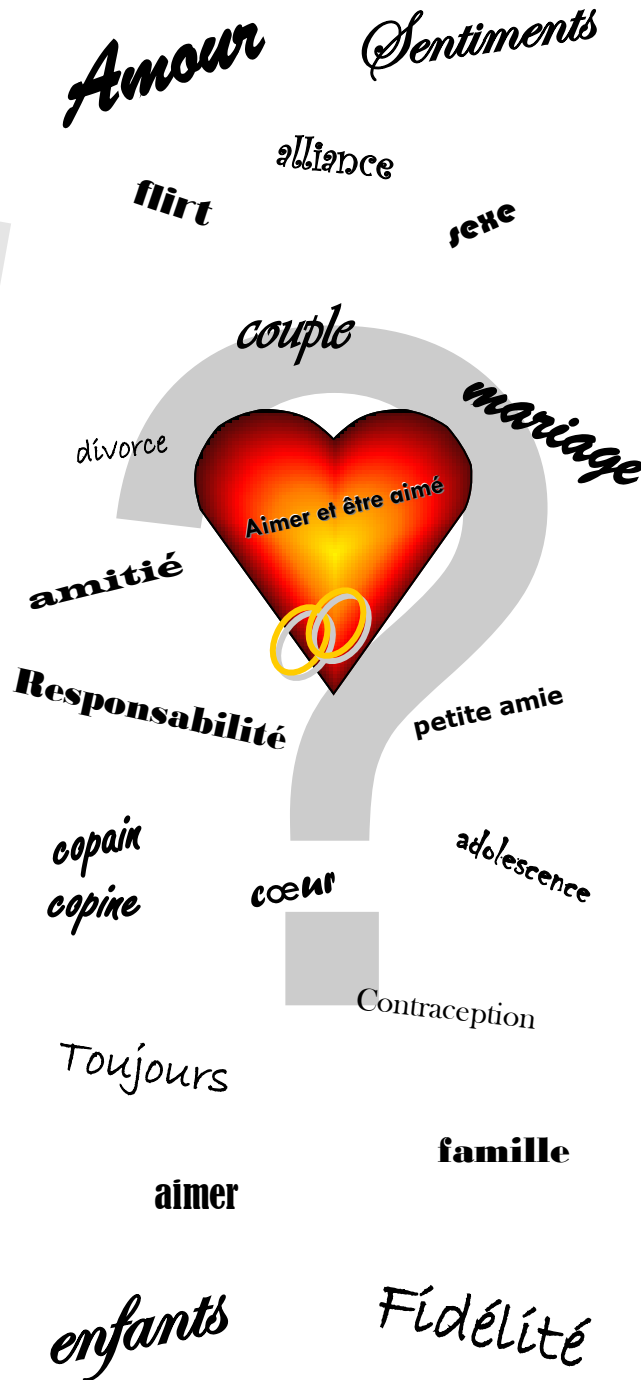 Amour
Sentiments
alliance
flirt
sexe
couple
mariage
divorce
Aimer et être aimé
amitié
Responsabilité
petite amie
copain
copine
cœur
adolescence
Contraception
Toujours
famille
aimer
enfants
Fidélité